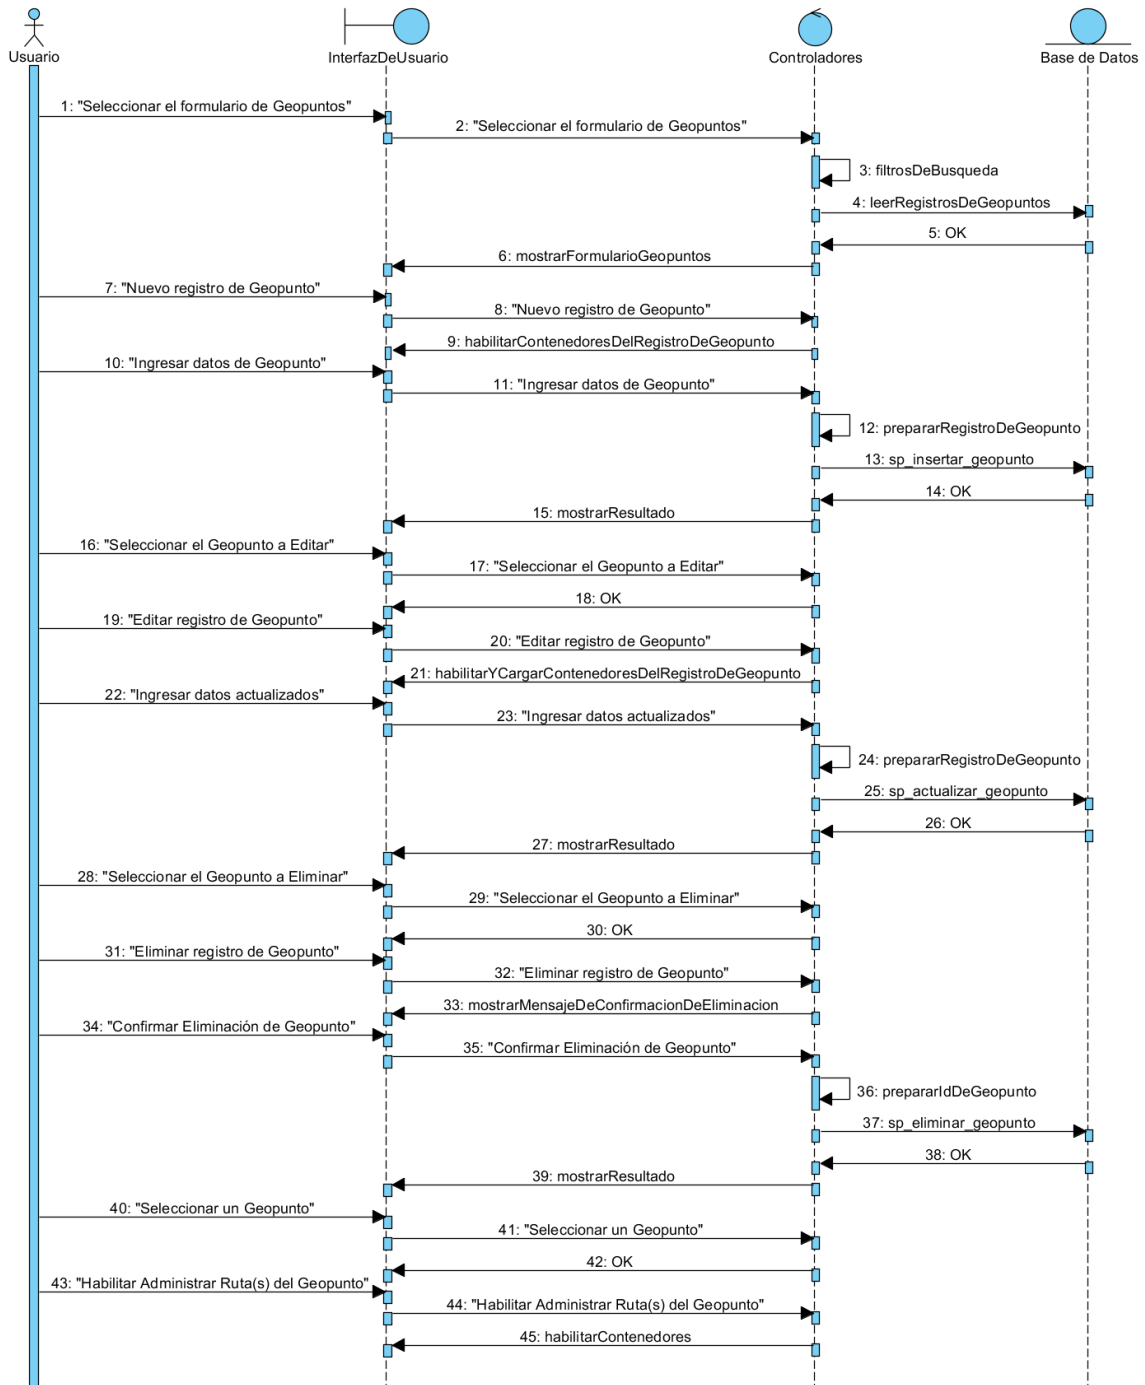 Usuario
InterfazDeUsuario
Controladores
Base de Datos
1: "Seleccionar el formulario de Geopuntos"
2: "Seleccionar el formulario de Geopuntos"
3: filtrosDeBusqueda
4: leerRegistrosDeGeopuntos
5: OK
6: mostrarFormularioGeopuntos
7: "Nuevo registro de Geopunto"
8: "Nuevo registro de Geopunto"
9: habilitarContenedoresDelRegistroDeGeopunto
10: "Ingresar datos de Geopunto"
11: "Ingresar datos de Geopunto"
12: prepararRegistroDeGeopunto
13: sp_insertar_geopunto
14: OK
15: mostrarResultado
16: "Seleccionar el Geopunto a Editar"
17: "Seleccionar el Geopunto a Editar"
18: OK
19: "Editar registro de Geopunto"
20: "Editar registro de Geopunto"
21: habilitarYCargarContenedoresDelRegistroDeGeopunto
22: "Ingresar datos actualizados"
23: "Ingresar datos actualizados"
24: prepararRegistroDeGeopunto
25: sp_actualizar_geopunto
26: OK
27: mostrarResultado
28: "Seleccionar el Geopunto a Eliminar"
29: "Seleccionar el Geopunto a Eliminar"
30: OK
31: "Eliminar registro de Geopunto"
32: "Eliminar registro de Geopunto"
33: mostrarMensajeDeConfirmacionDeEliminacion
34: "Confirmar Eliminación de Geopunto"
35: "Confirmar Eliminación de Geopunto"
36: prepararIdDeGeopunto
37: sp_eliminar_geopunto
38: OK
39: mostrarResultado
40: "Seleccionar un Geopunto"
41: "Seleccionar un Geopunto"
42: OK
43: "Habilitar Administrar Ruta(s) del Geopunto"
44: "Habilitar Administrar Ruta(s) del Geopunto"
45: habilitarContenedores